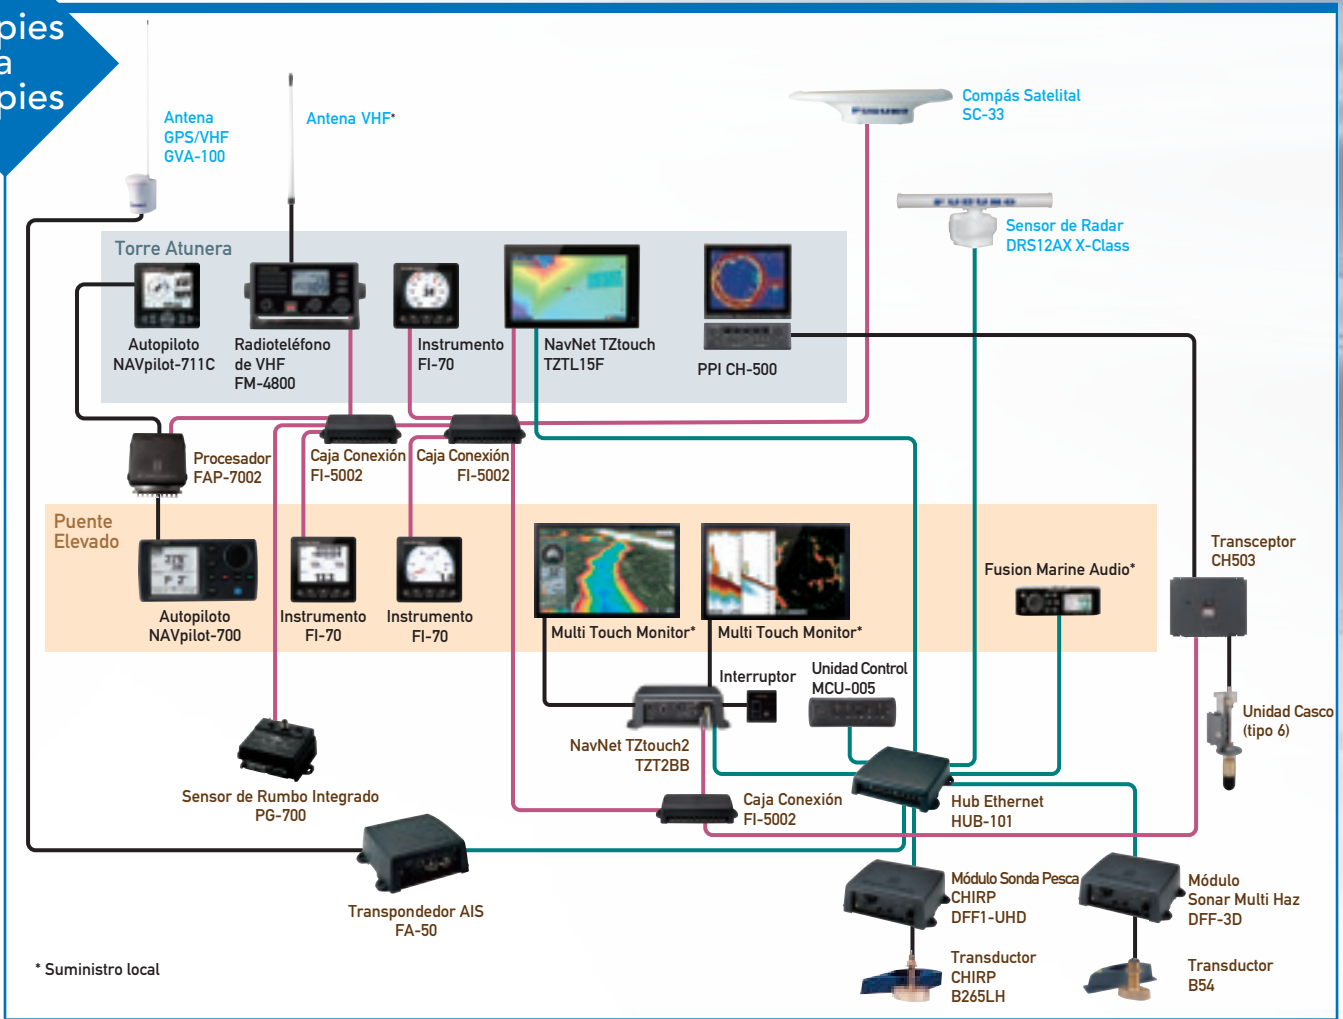 pies
a
pies
Antena
GPS/VHF
GVA-100
Antena VHF*
Compás Satelital
SC-33
FURUNO
FURUNO
Sensor de Radar
DRS12AX X-Class
Torre Atunera
Autopiloto
NAVpilot-711C
Radioteléfono
de VHF
FM-4800
Instrumento
FI-70
NavNet TZtouch
TZTL15F
PPI CH-500
Procesador
FAP-7002
Caja Conexión
FI-5002
Caja Conexión
FI-5002
Puente
Elevado
Autopiloto
NAVpilot-700
Instrumento
FI-70
Instrumento
FI-70
Multi Touch Monitor*
Multi Touch Monitor*
Fusion Marine Audio*
Transceptor
CH503
Interruptor
Unidad Control
MCU-005
Unidad Casco
(tipo 6)
NavNet TZtouch2
TZT2BB
Sensor de Rumbo Integrado
PG-700
Caja Conexión
FI-5002
Hub Ethernet
HUB-101
Transpondedor AIS
FA-50
Módulo Sonda Pesca
CHIRP
DFF1-UHD
Módulo
Sonar Multi Haz
DFF-3D
Transductor
CHIRP
B265LH
Transductor
B54
* Suministro local